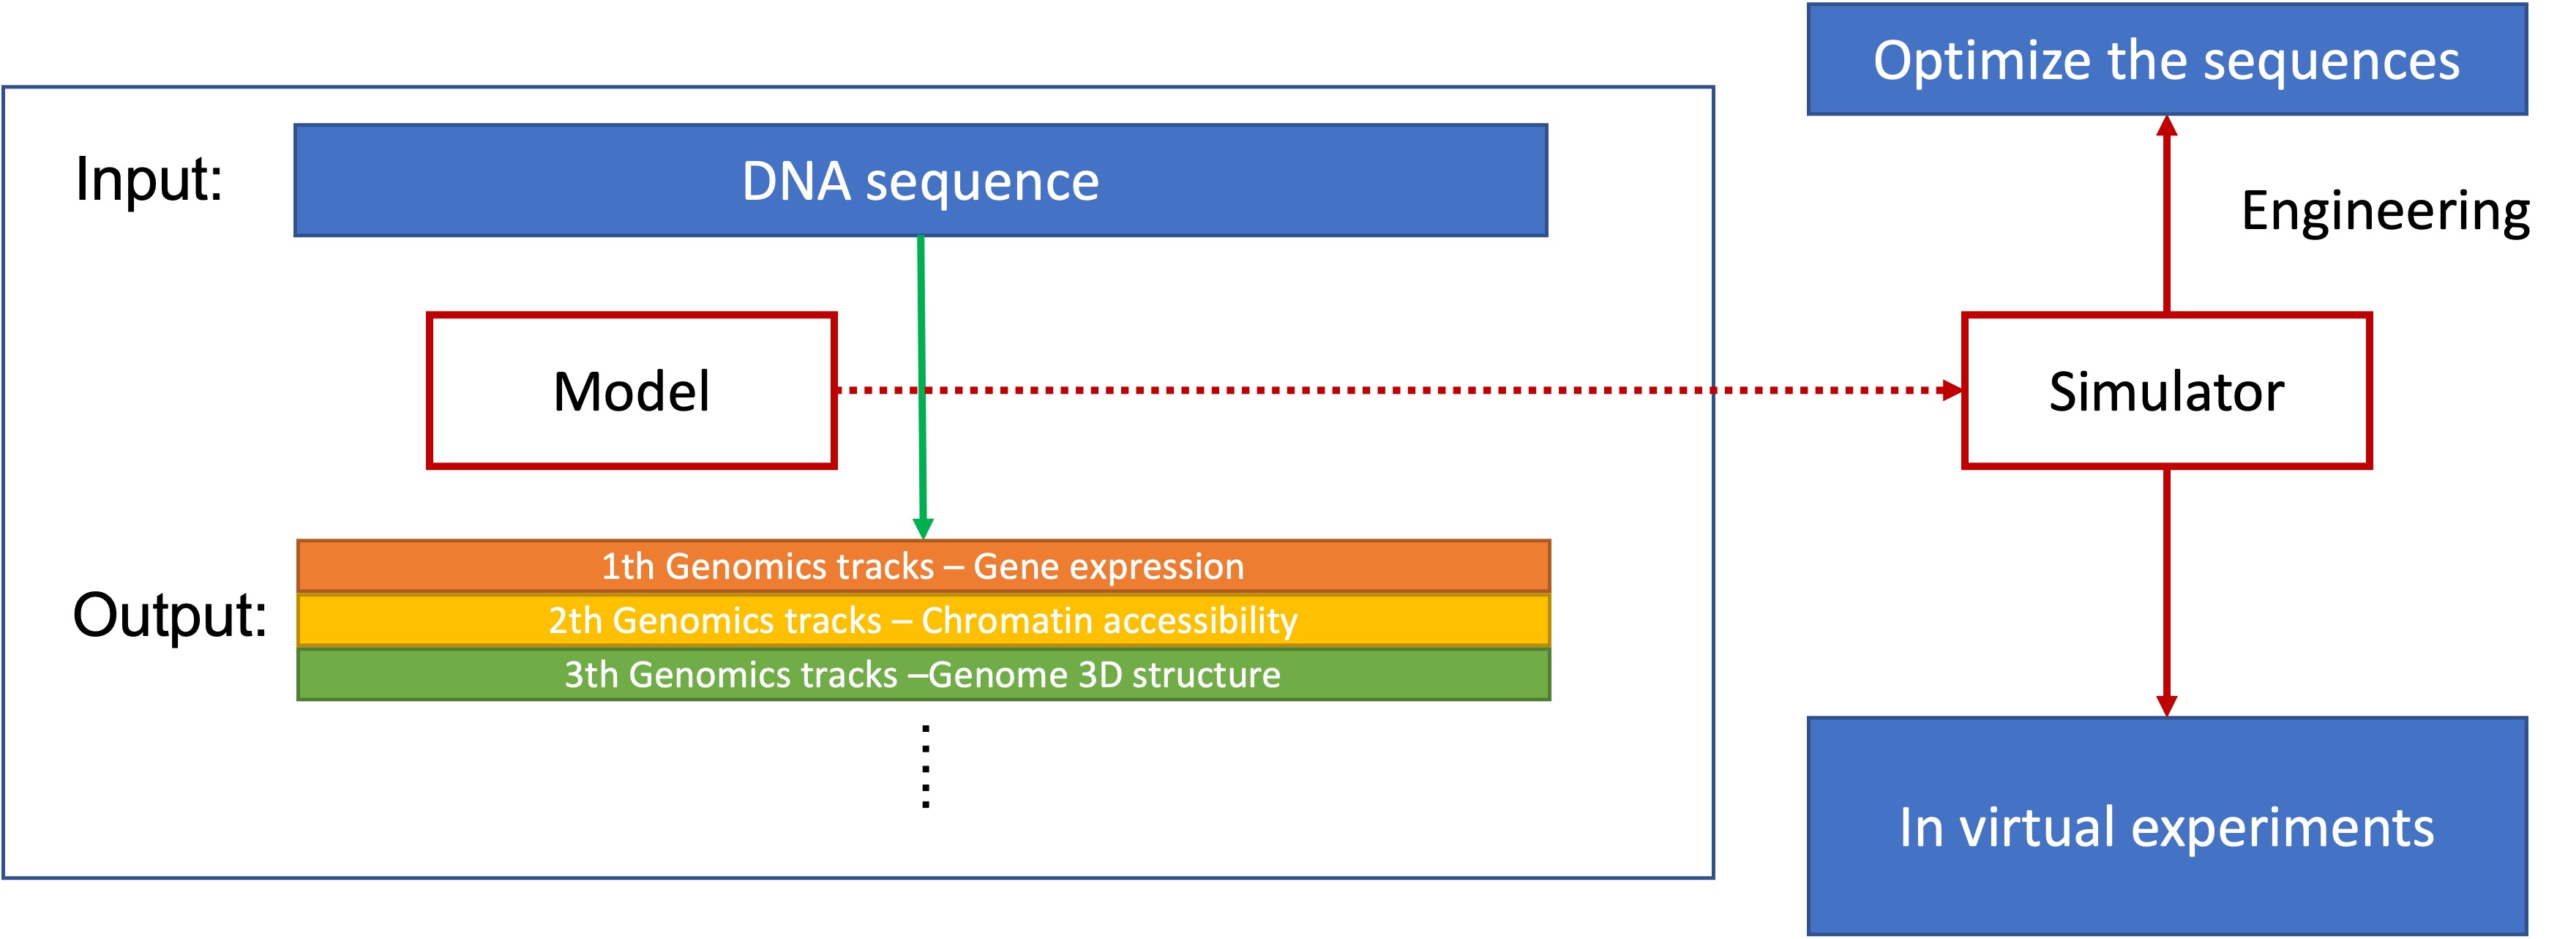 Optimize the sequences
Input:
DNA sequence
Engineering
Model
Simulator
1th Genomics tracks – Gene expression
Output:
2th Genomics tracks – Chromatin accessibility
3th Genomics tracks –Genome 3D structure
In virtual experiments